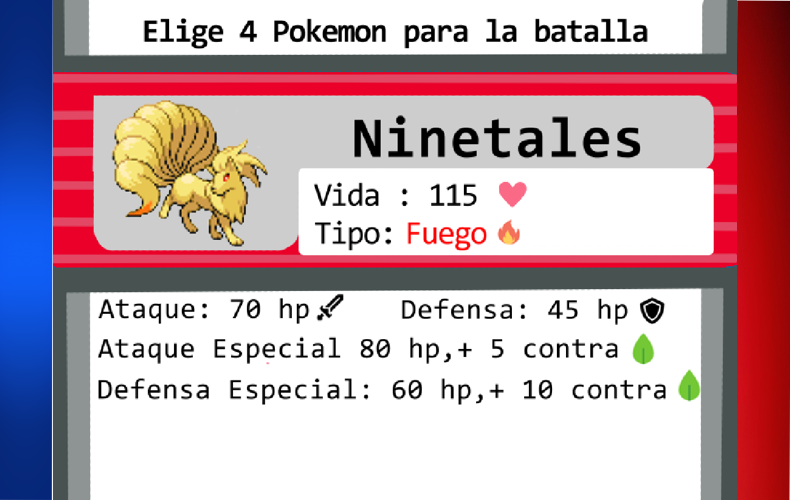 Elige 4 Pokemon para la batalla
Ninetales
Vida : 115
Tipo: Fuego
Ataque: 70 hp Defensa: 45 hp
Ataque Especial 80 hp,+ 5 contra
Defensa Especial: 60 hp,+ 10 contra